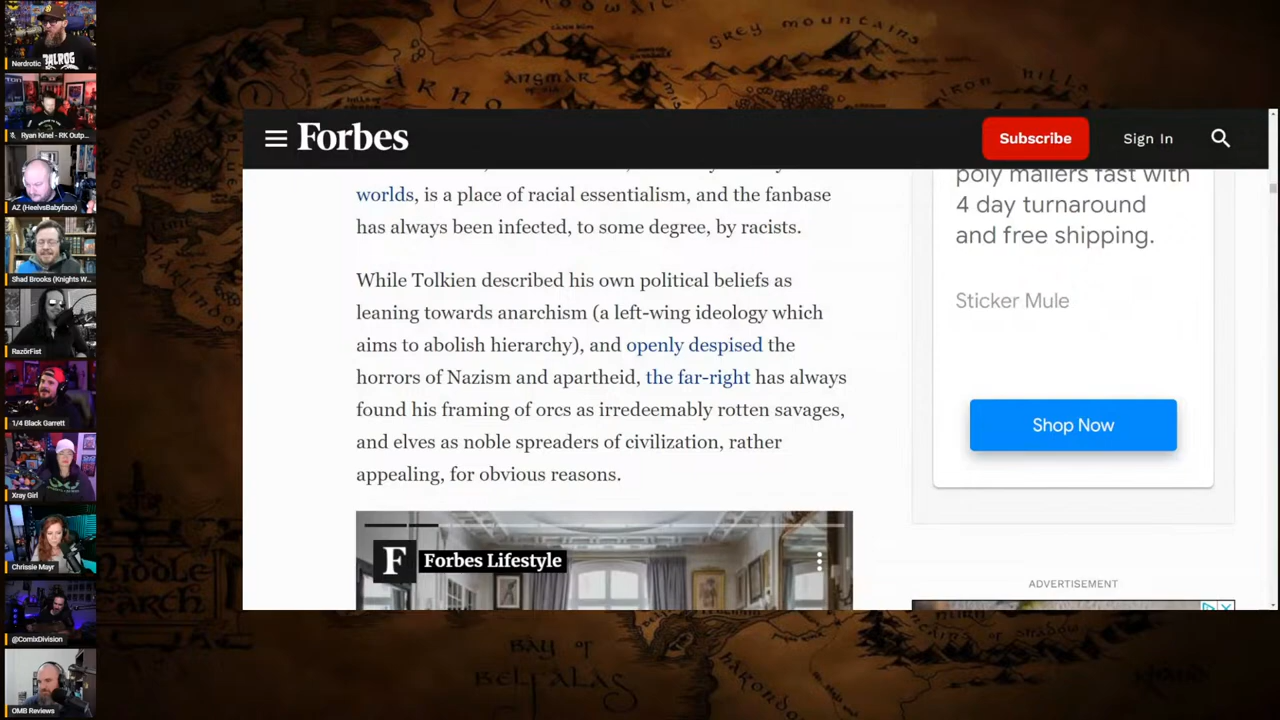 Nerdrotic
BALROG
Ryan Kinel - RK Outp...
AZ (HeelvsBabyface)
Shad Brooks (Knights W...
RazörFist
1/4 Black Garrett
Xray Girl
Chrissie Mayr
@ComixDivision
OMB Reviews
GREY MOUNTAINS
ANGMAR
ARNO
IRON HILLS
Forbes
Subscribe
Sign In
worlds, is a place of racial essentialism, and the fanbase
has always been infected, to some degree, by racists.
While Tolkien described his own political beliefs as
leaning towards anarchism (a left-wing ideology which
aims to abolish hierarchy), and openly despised the
horrors of Nazism and apartheid, the far-right has always
found his framing of orcs as irredeemably rotten savages,
and elves as noble spreaders of civilization, rather
appealing, for obvious reasons.
F
Forbes Lifestyle
poly mailers fast with
4 day turnaround
and free shipping.
Sticker Mule
Shop Now
ADVERTISEMENT
MIDDLE
EARTH
BAY OF
BELFALAS